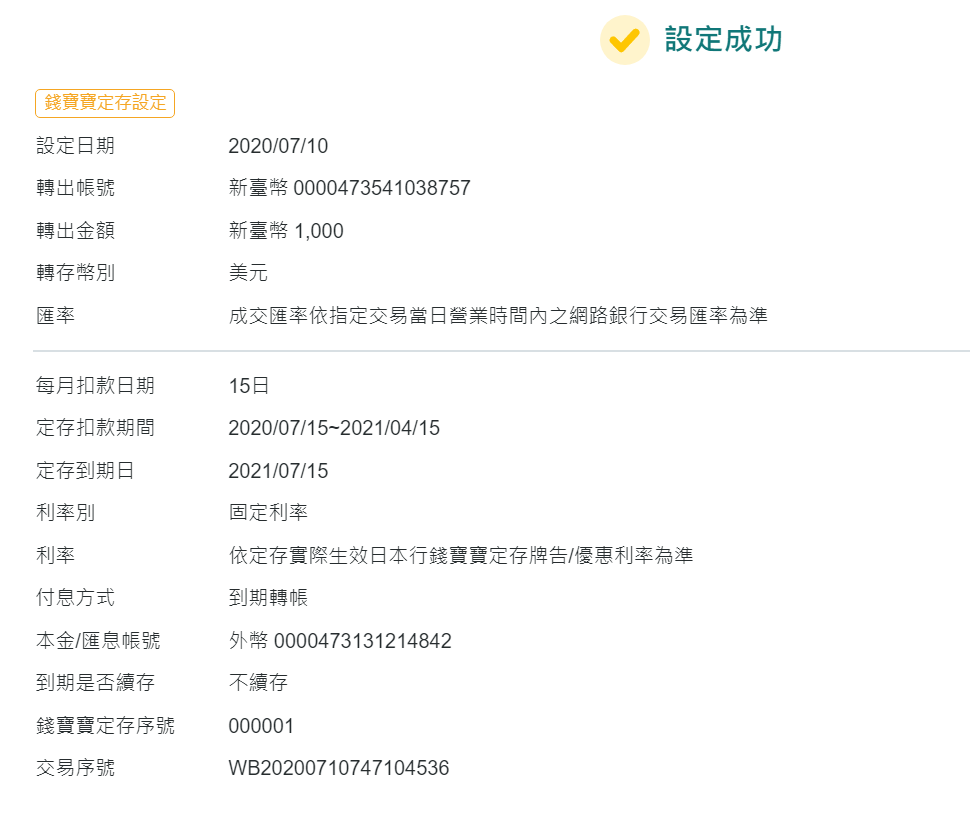 設定成功
錢寶寶定存設定
設定日期 2020/07/10
轉出帳號 新臺幣 0000473541038757
轉出金額 新臺幣 1,000
轉存幣別 美元
匯率 成交匯率依指定交易當日營業時間內之網路銀行交易匯率為準
每月扣款日期 15日
定存扣款期間 2020/07/15~2021/04/15
定存到期日 2021/07/15
利率別 固定利率
利率 依定存實際生效日本行錢寶寶定存牌告/優惠利率為準
付息方式 到期轉帳
本金/匯息帳號 外幣 0000473131214842
到期是否續存 不續存
錢寶寶定存序號 000001
交易序號 WB20200710747104536